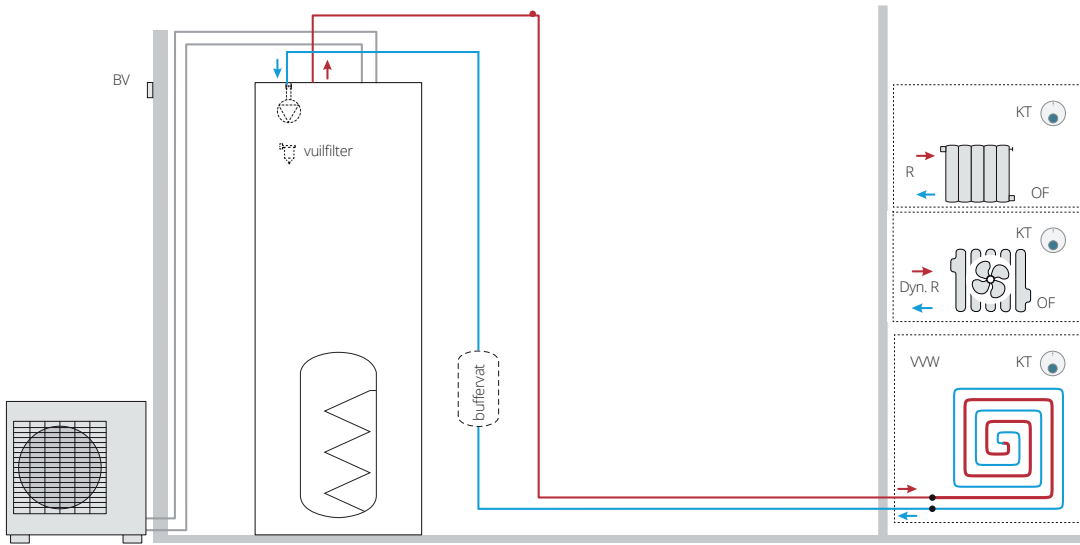 BV
vuilfilter
buffervat
KT
R
OF
KT
Dyn. R
OF
VVW
KT